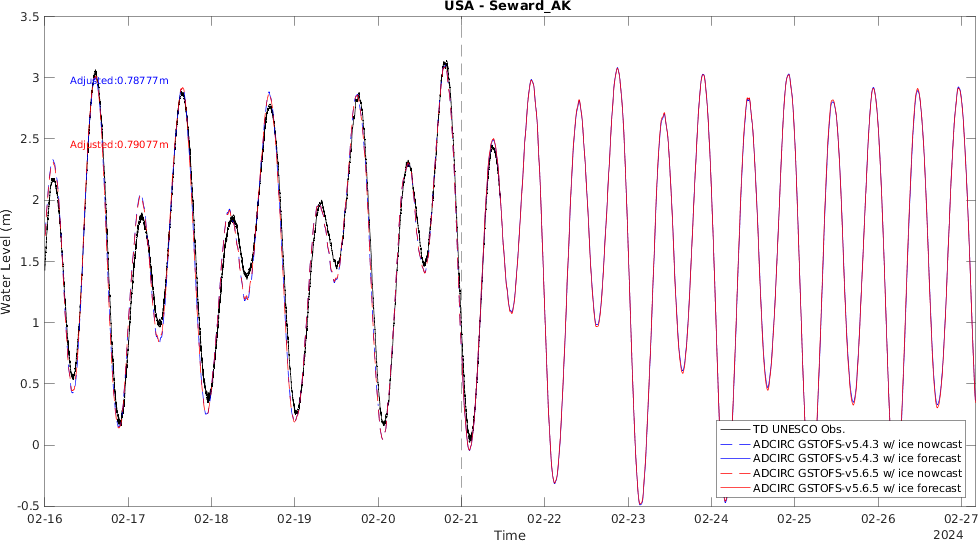 USA - Seward_AK
3.5
3
2.5
2
1.5
1
0.5
0
-0.5
Water Level (m)
Adjusted:0.78777m
Adjusted:0.79077m
TD UNESCO Obs.
ADCIRC GSTOFS-v5.4.3 w/ ice nowcast
ADCIRC GSTOFS-v5.4.3 w/ ice forecast
ADCIRC GSTOFS-v5.6.5 w/ ice nowcast
ADCIRC GSTOFS-v5.6.5 w/ ice forecast
02-16 02-17 02-18 02-19 02-20 02-21 02-22 02-23 02-24 02-25 02-26 02-27
Time
2024